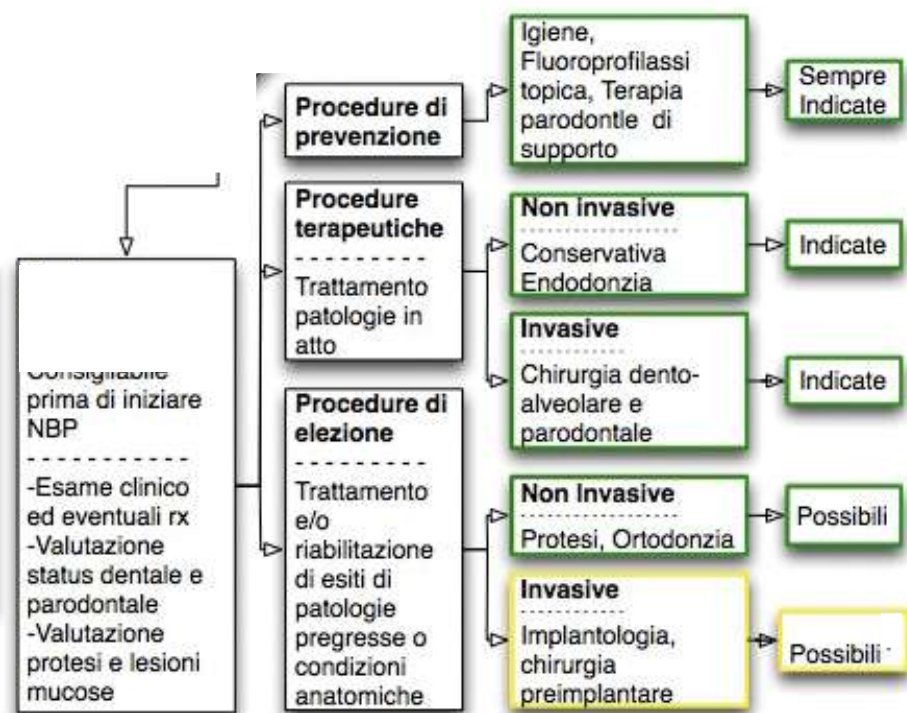 Consigliabile
prima di iniziare
NBP
-Esame clinico
ed eventuali rx
-Valutazione
status dentale e
parodontale
-Valutazione
protesi e lesioni
mucose
Procedure di
prevenzione
Igiene,
Fluoroprofilassi
topica, Terapia
parodontle di
supporto
Sempre
Indicate
Procedure
terapeutiche
Trattamento
patologie in
atto
Non invasive
Conservativa
Endodonzia
Indicate
Invasive
Chirurgia dento-
alveolare e
parodontale
Indicate
Procedure di
elezione
Trattamento
e/o
riabilitazione
di esiti di
patologie
pregresse o
condizioni
anatomiche
Non Invasive
Protesi, Ortodonzia
Possibili
Invasive
Implantologia,
chirurgia
preimplantare
Possibili